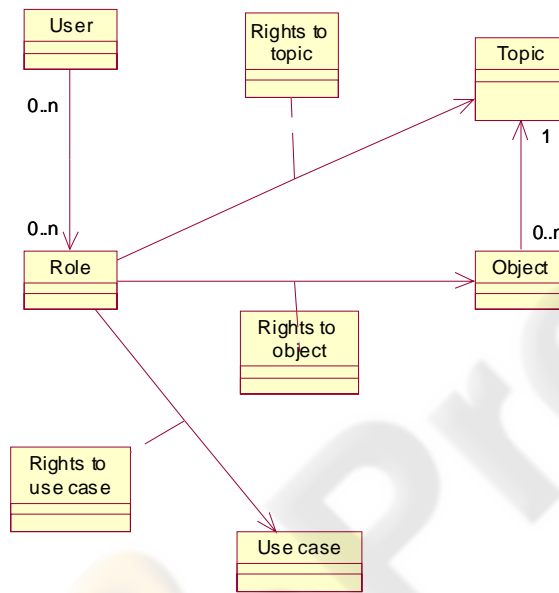 User
Rights to
topic
Topic
0..n
1
0..n
0..n
Role
Object
Rights to
object
Rights to
use case
Use case